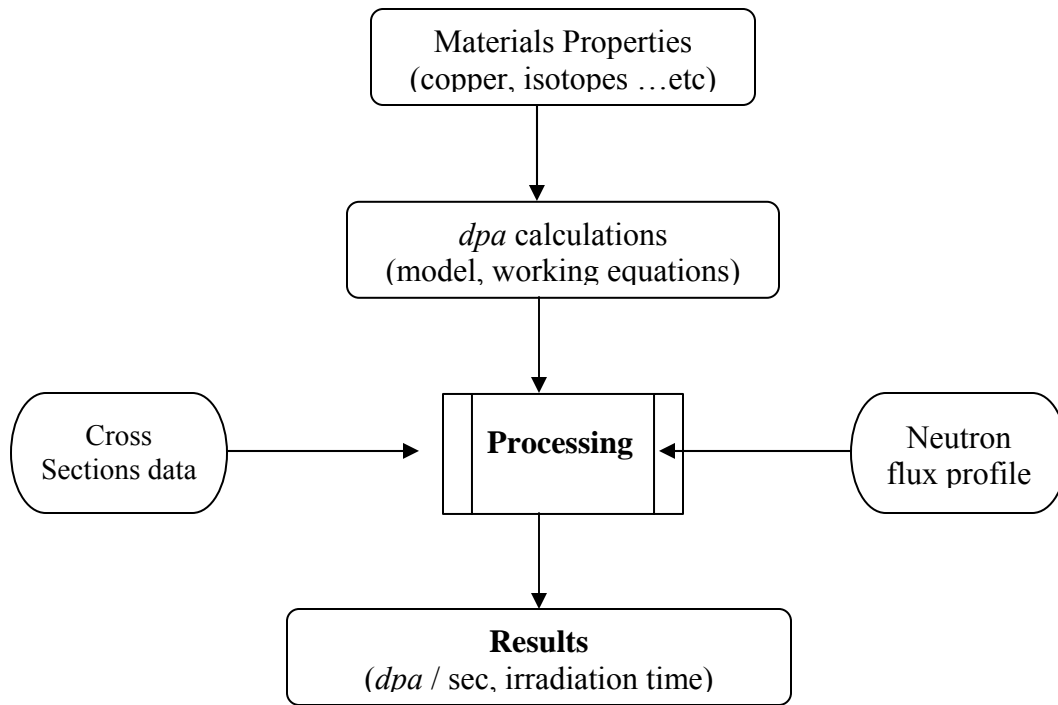 Materials Properties
(copper, isotopes …etc)
dpa calculations
(model, working equations)
Cross
Sections data
Processing
Neutron
flux profile
Results
(dpa / sec, irradiation time)